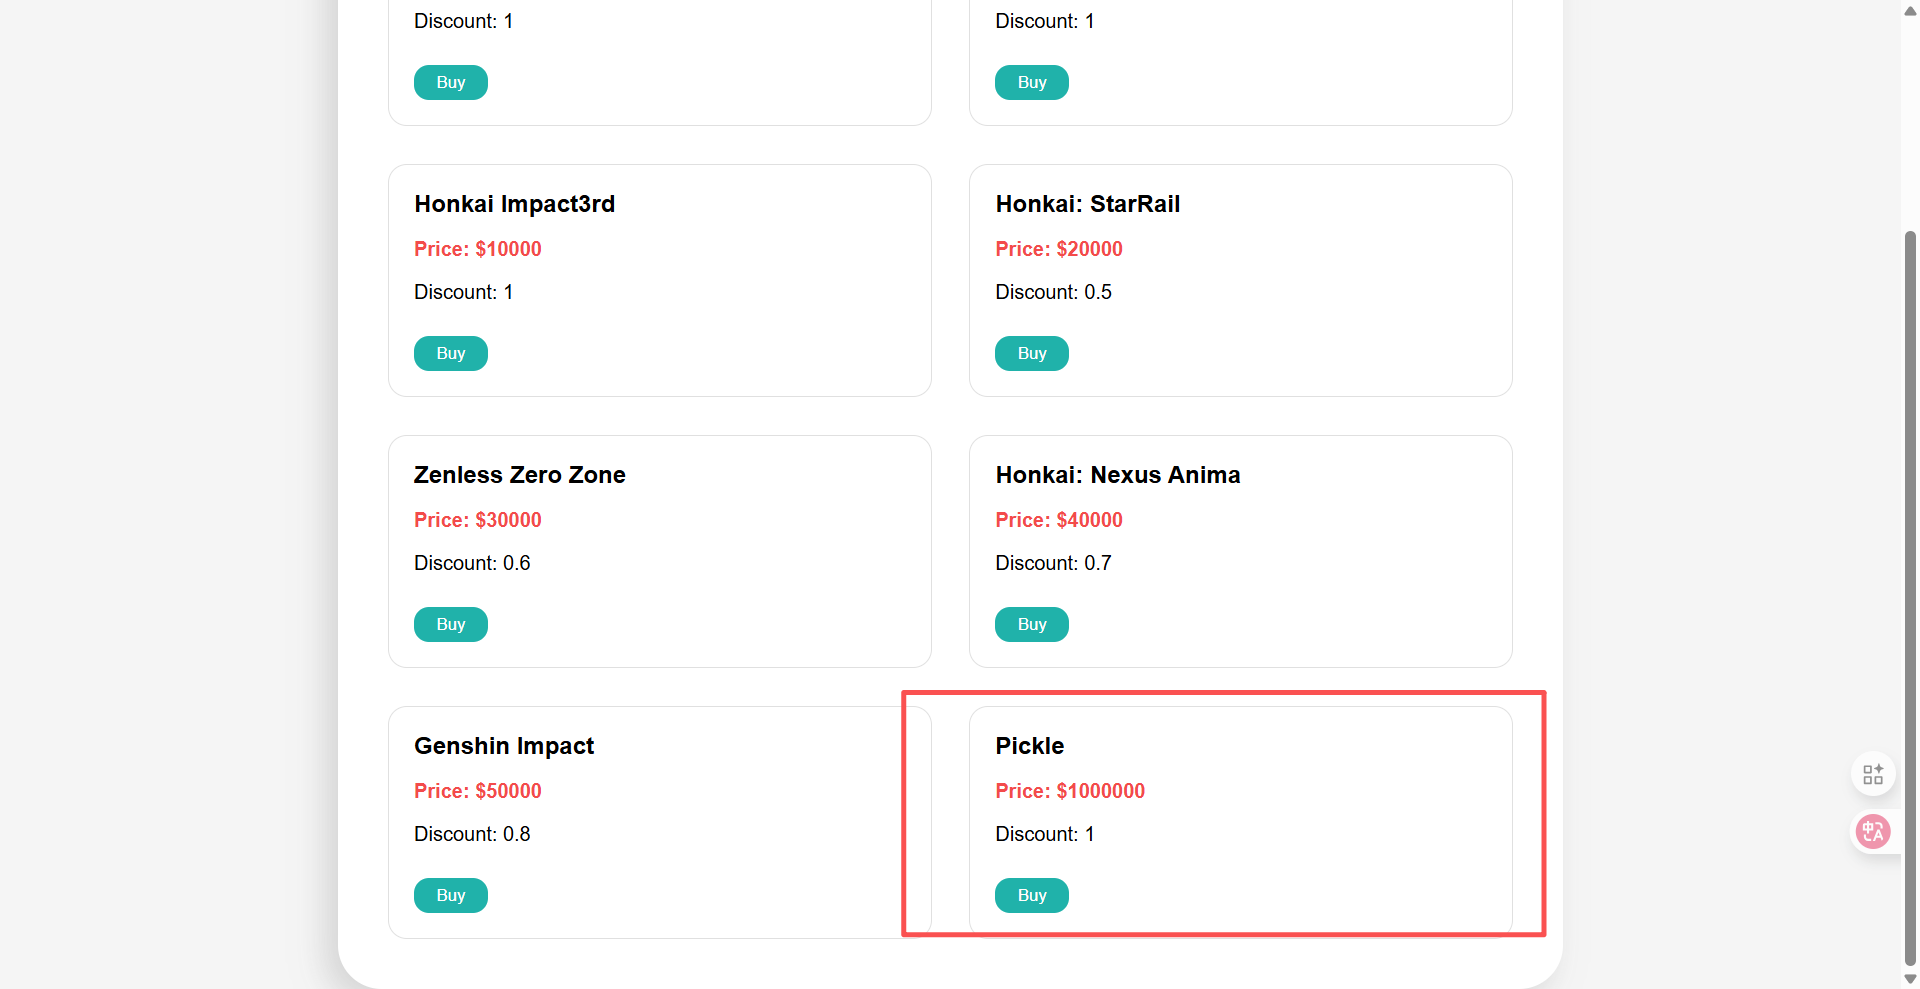 Discount: 1
Buy
Discount: 1
Buy
Honkai Impact3rd
Price: $10000
Discount: 1
Buy
Honkai: StarRail
Price: $20000
Discount: 0.5
Buy
Zenless Zero Zone
Price: $30000
Discount: 0.6
Buy
Honkai: Nexus Anima
Price: $40000
Discount: 0.7
Buy
Genshin Impact
Price: $50000
Discount: 0.8
Buy
Pickle
Price: $1000000
Discount: 1
Buy
中A